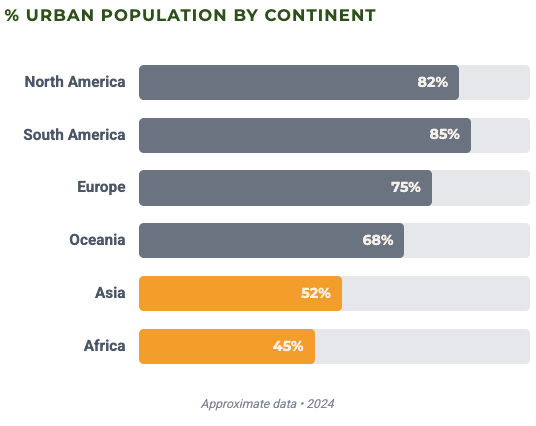 % URBAN POPULATION BY CONTINENT
North America 82%
South America 85%
Europe 75%
Oceania 68%
Asia 52%
Africa 45%
Approximate data • 2024